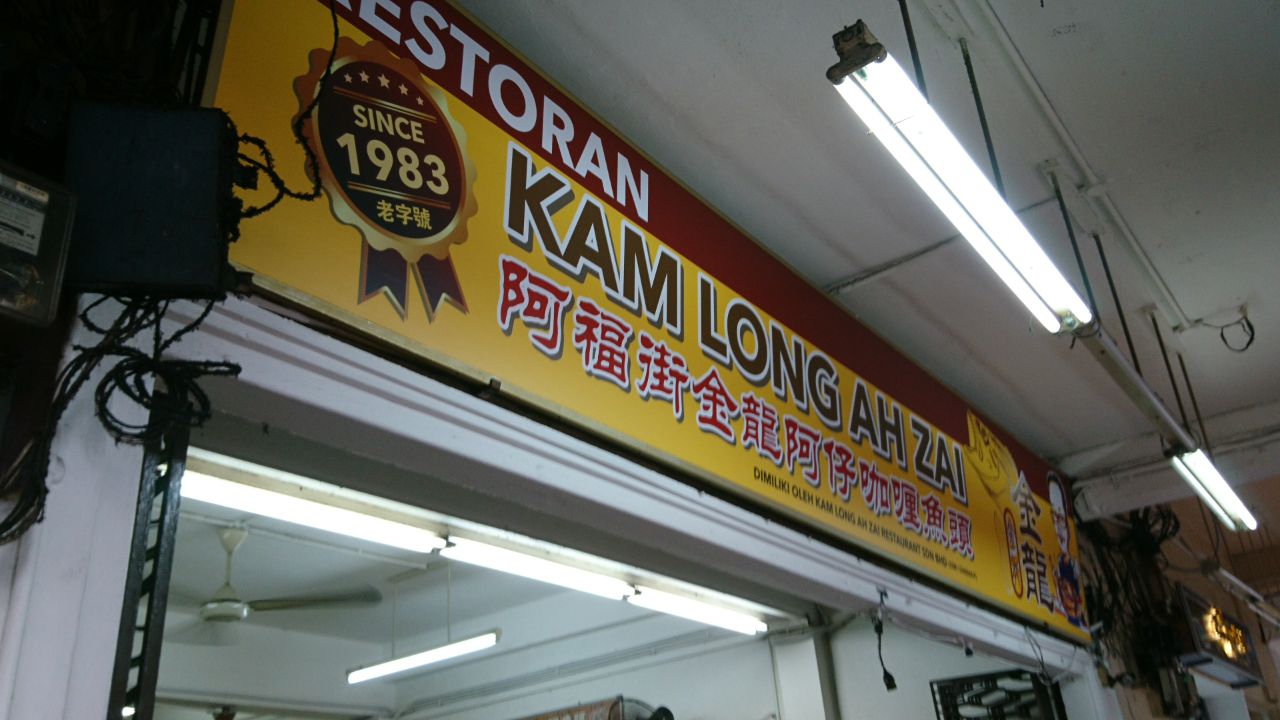 RESTORAN
SINCE
1983
老字號
KAM LONG AH ZAI
阿福街金龍阿仔咖喱魚頭
DIMILIKI OLEH KAM LONG AH ZAI RESTAURANT SDN BHD
金龍